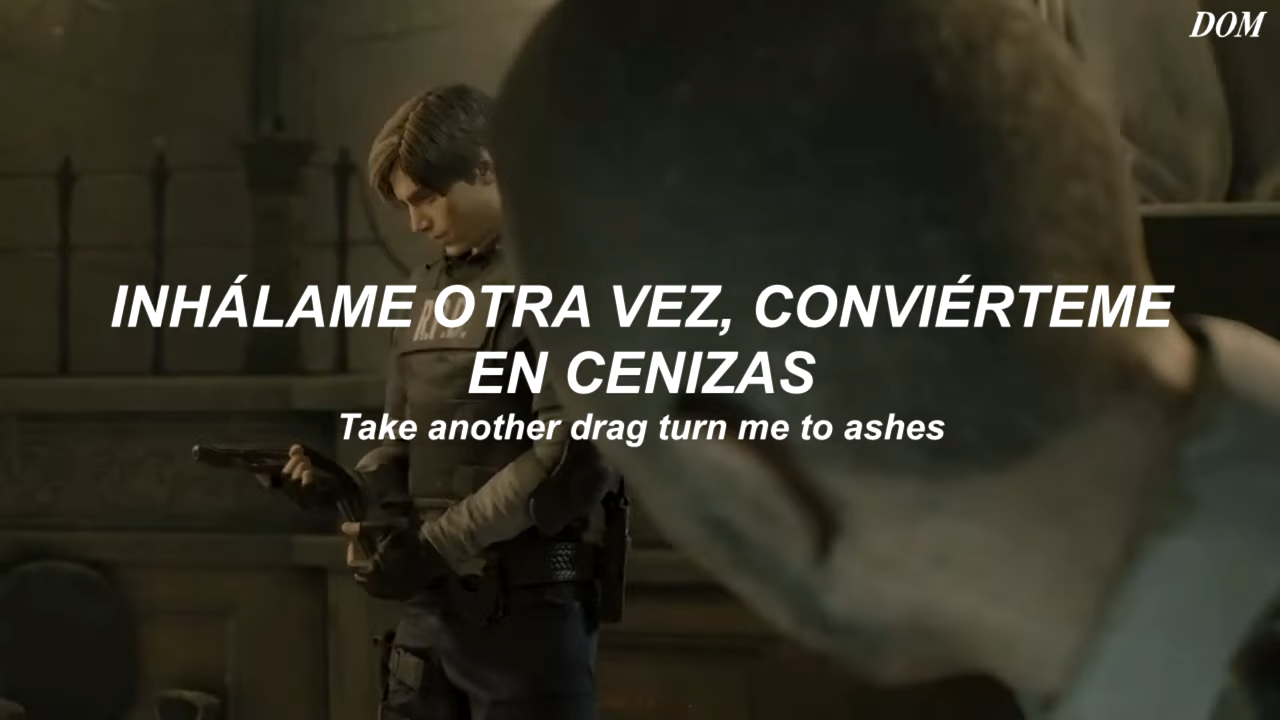 DOM
INHÁLAME OTRA VEZ, CONVIÉRTEME
EN CENIZAS
Take another drag turn me to ashes
R.P.D.